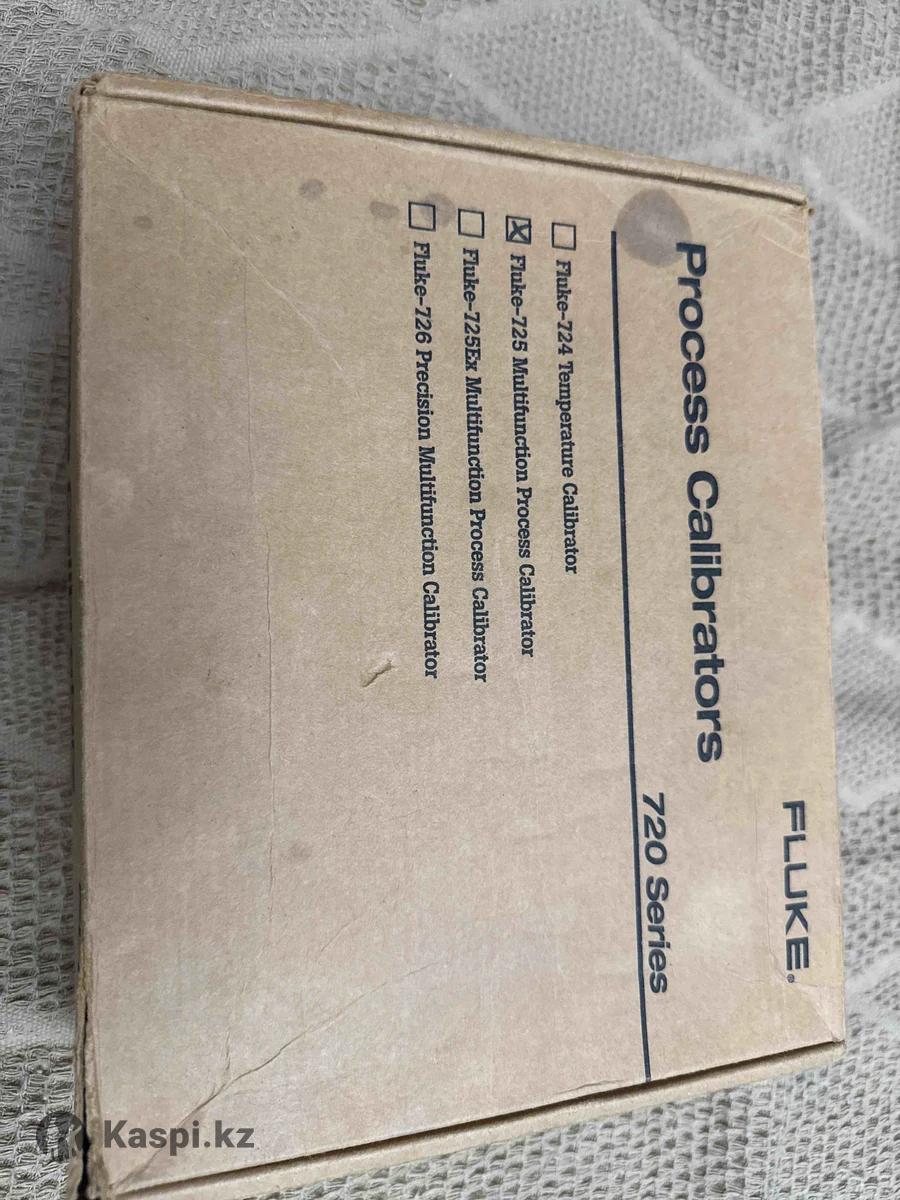 FLUKE®
Process Calibrators
720 Series
Fluke-724 Temperature Calibrator
Fluke-725 Multifunction Process Calibrator
Fluke-725Ex Multifunction Process Calibrator
Fluke-726 Precision Multifunction Calibrator
Kaspi.kz